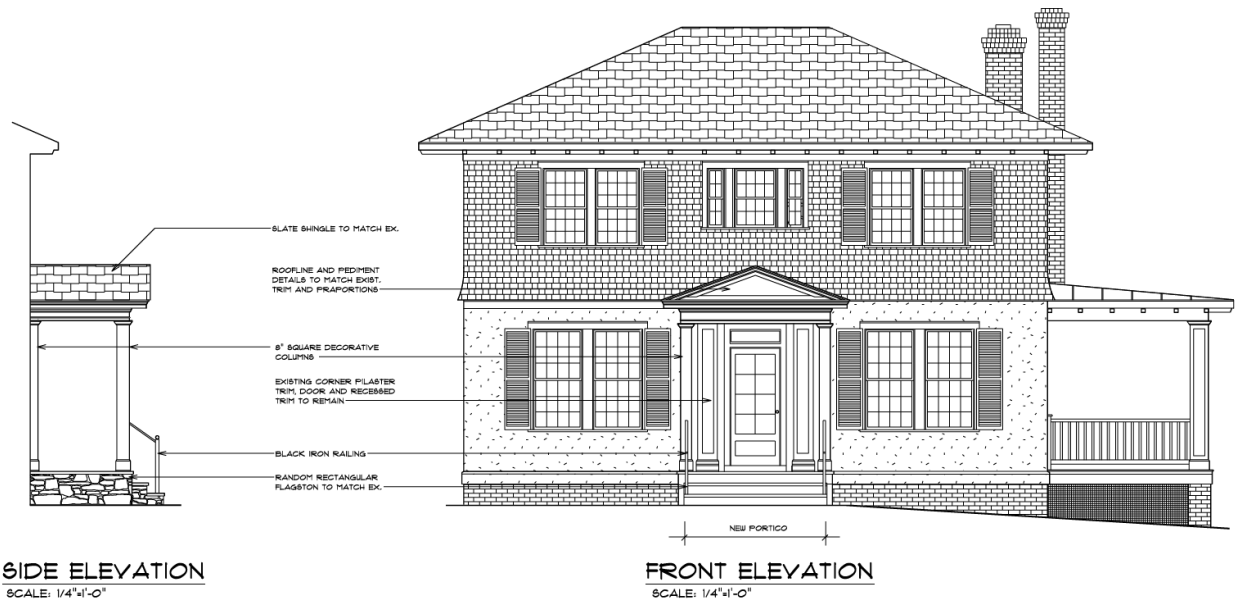 SLATE SHINGLE TO MATCH EX.
ROOFLINE AND PEDIMENT
DETAILS TO MATCH EXIST.
TRIM AND PRAPORTIONS
8" SQUARE DECORATIVE
COLUMNS
EXISTING CORNER PILASTER
TRIM, DOOR AND RECESSED
TRIM TO REMAIN
BLACK IRON RAILING
RANDOM RECTANGULAR
FLAGSTON TO MATCH EX.
NEW PORTICO
SIDE ELEVATION
SCALE: 1/4"=1'-0"
FRONT ELEVATION
SCALE: 1/4"=1'-0"